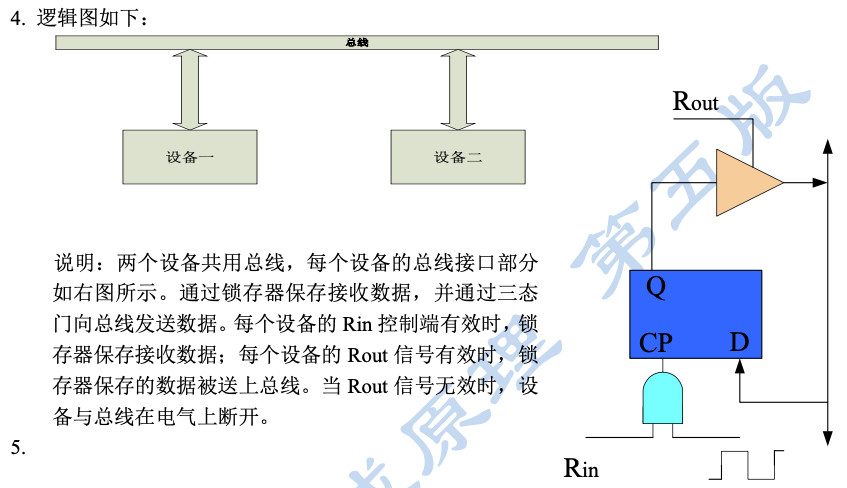 4. 逻辑图如下：
总线
设备一
设备二
Rout
说明：两个设备共用总线，每个设备的总线接口部分
如右图所示。通过锁存器保存接收数据，并通过三态
门向总线发送数据。每个设备的 Rin 控制端有效时，锁
存器保存接收数据；每个设备的 Rout 信号有效时，锁
存器保存的数据被送上总线。当 Rout 信号无效时，设
备与总线在电气上断开。
Q
CP
D
Rin
5.
原理 第五版